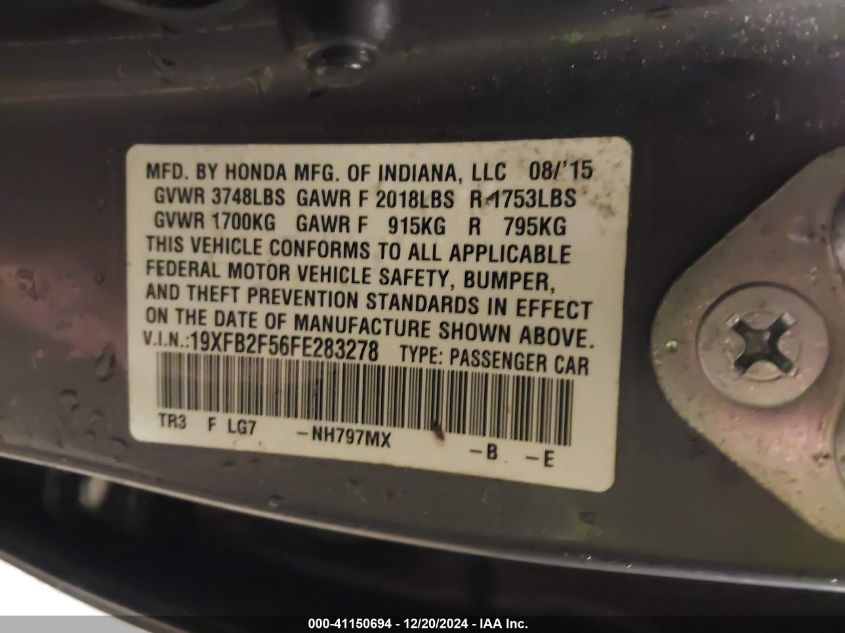 MFD. BY HONDA MFG. OF INDIANA, LLC 08/'15
GVWR 3748LBS GAWR F 2018LBS R 1753LBS
GVWR 1700KG GAWR F 915KG R 795KG
THIS VEHICLE CONFORMS TO ALL APPLICABLE
FEDERAL MOTOR VEHICLE SAFETY, BUMPER,
AND THEFT PREVENTION STANDARDS IN EFFECT
ON THE DATE OF MANUFACTURE SHOWN ABOVE.
V.I.N.:19XFB2F56FE283278 TYPE: PASSENGER CAR
TR3 F LG7 -NH797MX -B -E
000-41150694 - 12/20/2024 - IAA Inc.